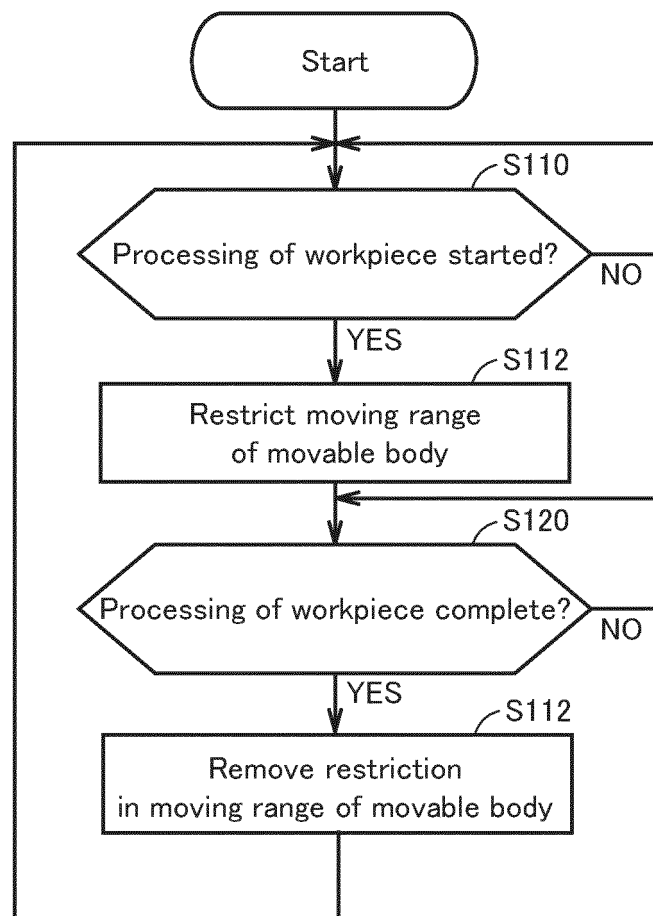 Start
S110
Processing of workpiece started?
NO
YES
S112
Restrict moving range
of movable body
S120
Processing of workpiece complete?
NO
YES
S112
Remove restriction
in moving range of movable body